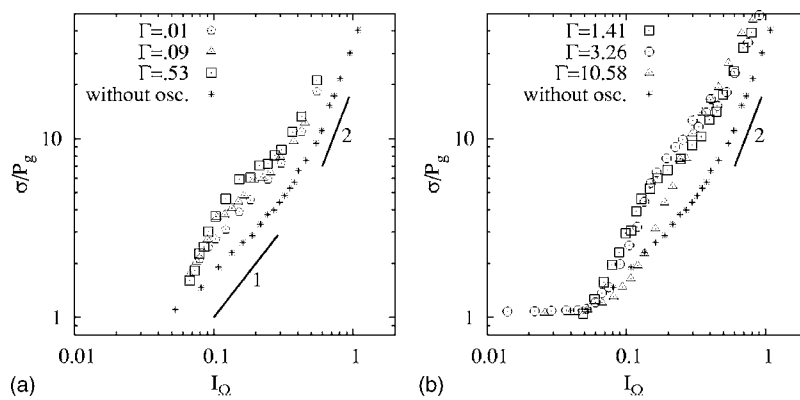 Γ=.01
Γ=.09
Γ=.53
without osc.
10
1
σ/P_g
2
1
0.01
0.1
1
(a)
I_Ω
Γ=1.41
Γ=3.26
Γ=10.58
without osc.
10
1
σ/P_g
2
0.01
0.1
1
(b)
I_Ω